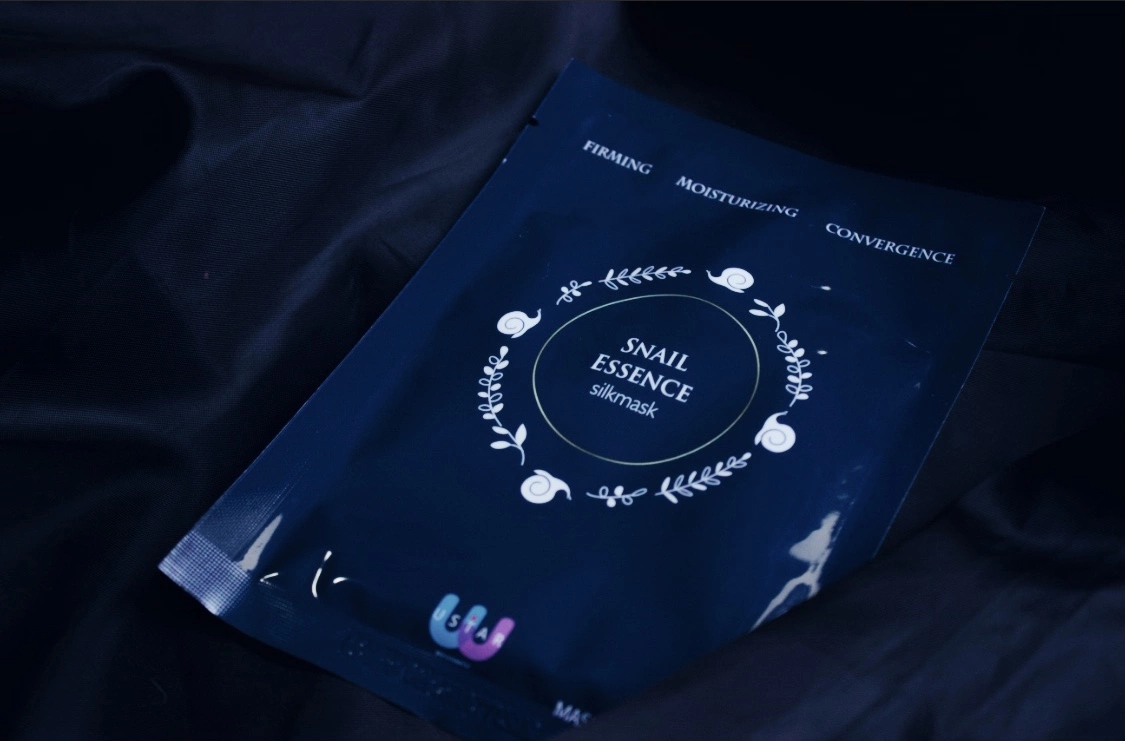 FIRMING MOISTURIZING CONVERGENCE
SNAIL
ESSENCE
silkmask
USTAR